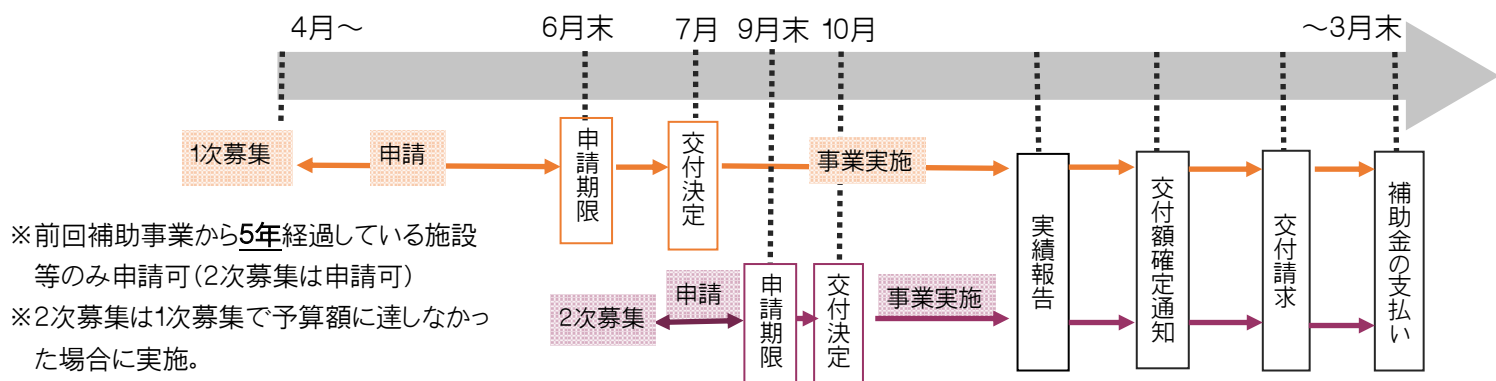 4月～ 6月末 7月 9月末 10月 ～3月末
1次募集 申請 申請期限 交付決定 事業実施
※前回補助事業から5年経過している施設
等のみ申請可(2次募集は申請可)
※2次募集は1次募集で予算額に達しなかっ
た場合に実施。
2次募集 申請 申請期限 交付決定 事業実施
実績報告
交付額確定通知
交付請求
補助金の支払い